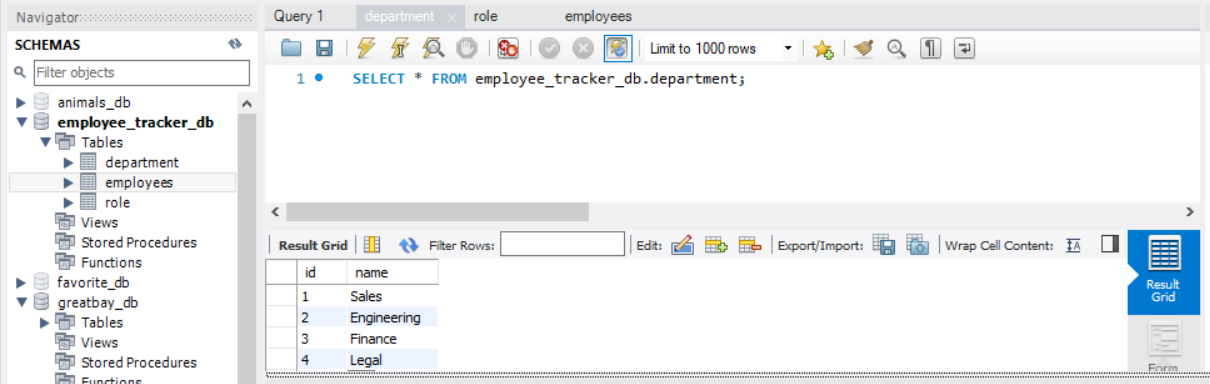 Navigator
SCHEMAS
Filter objects
animals_db
employee_tracker_db
Tables
department
employees
role
Views
Stored Procedures
Functions
favorite_db
greatbay_db
Tables
Views
Stored Procedures
Functions
Query 1 department role employees
Limit to 1000 rows
1 SELECT * FROM employee_tracker_db.department;
Result Grid Filter Rows: Edit: Export/Import: Wrap Cell Content:
id name
1 Sales
2 Engineering
3 Finance
4 Legal
Result
Grid
Form